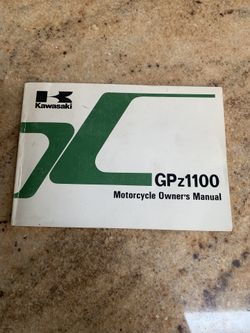 Kawasaki
GPz1100
Motorcycle Owner's Manual